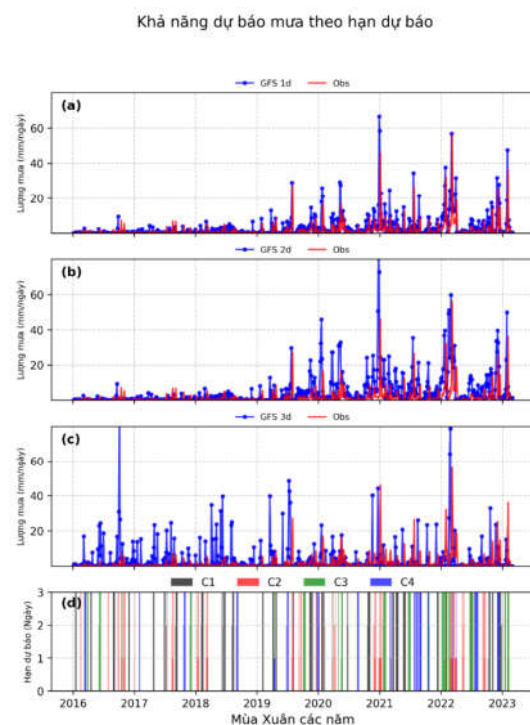 Khả năng dự báo mưa theo hạn dự báo
GFS 1d Obs
(a)
Lượng mưa (mm/ngày)
60
40
20
GFS 2d Obs
(b)
Lượng mưa (mm/ngày)
60
40
20
GFS 3d Obs
(c)
Lượng mưa (mm/ngày)
60
40
20
C1 C2 C3 C4
(d)
Hạn dự báo (Ngày)
3
2
1
0
2016 2017 2018 2019 2020 2021 2022 2023
Mùa Xuân các năm